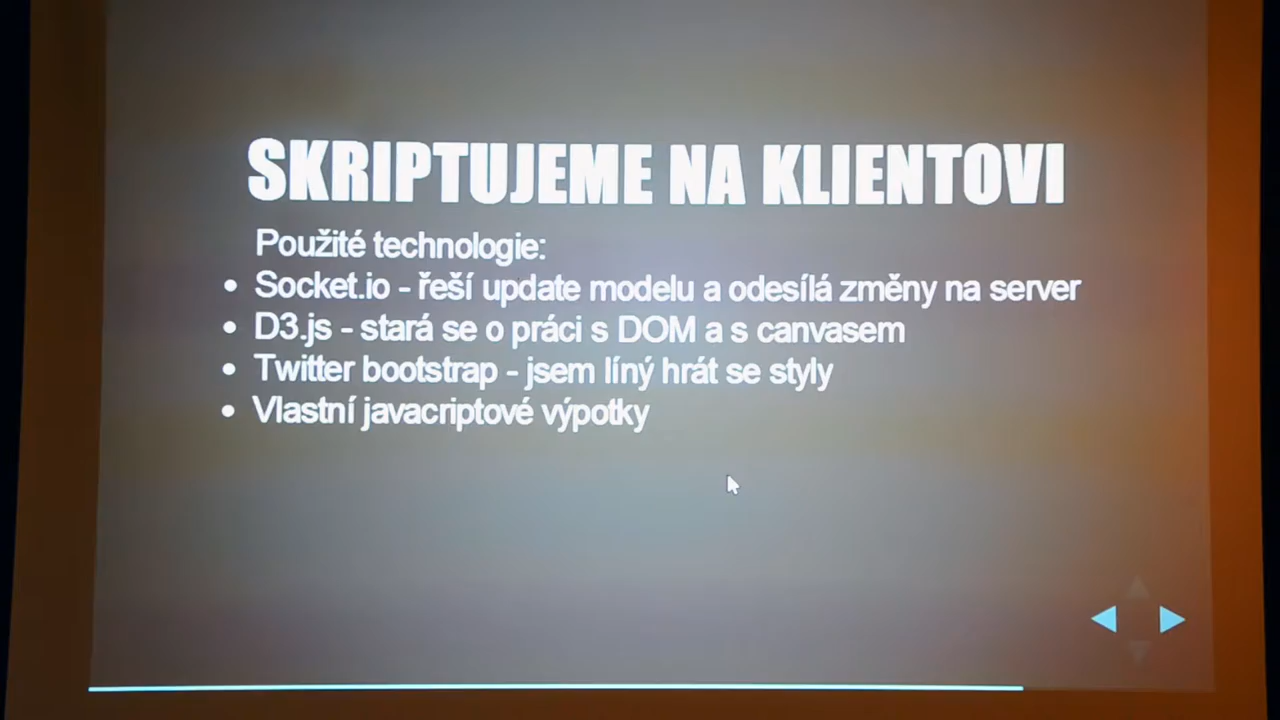 SKRIPTUJEME NA KLIENTOVI
Použité technologie:
• Socket.io - řeší update modelu a odesílá změny na server
• D3.js - stará se o práci s DOM a s canvasem
• Twitter bootstrap - jsem líný hrát se styly
• Vlastní javacriptové výpotky